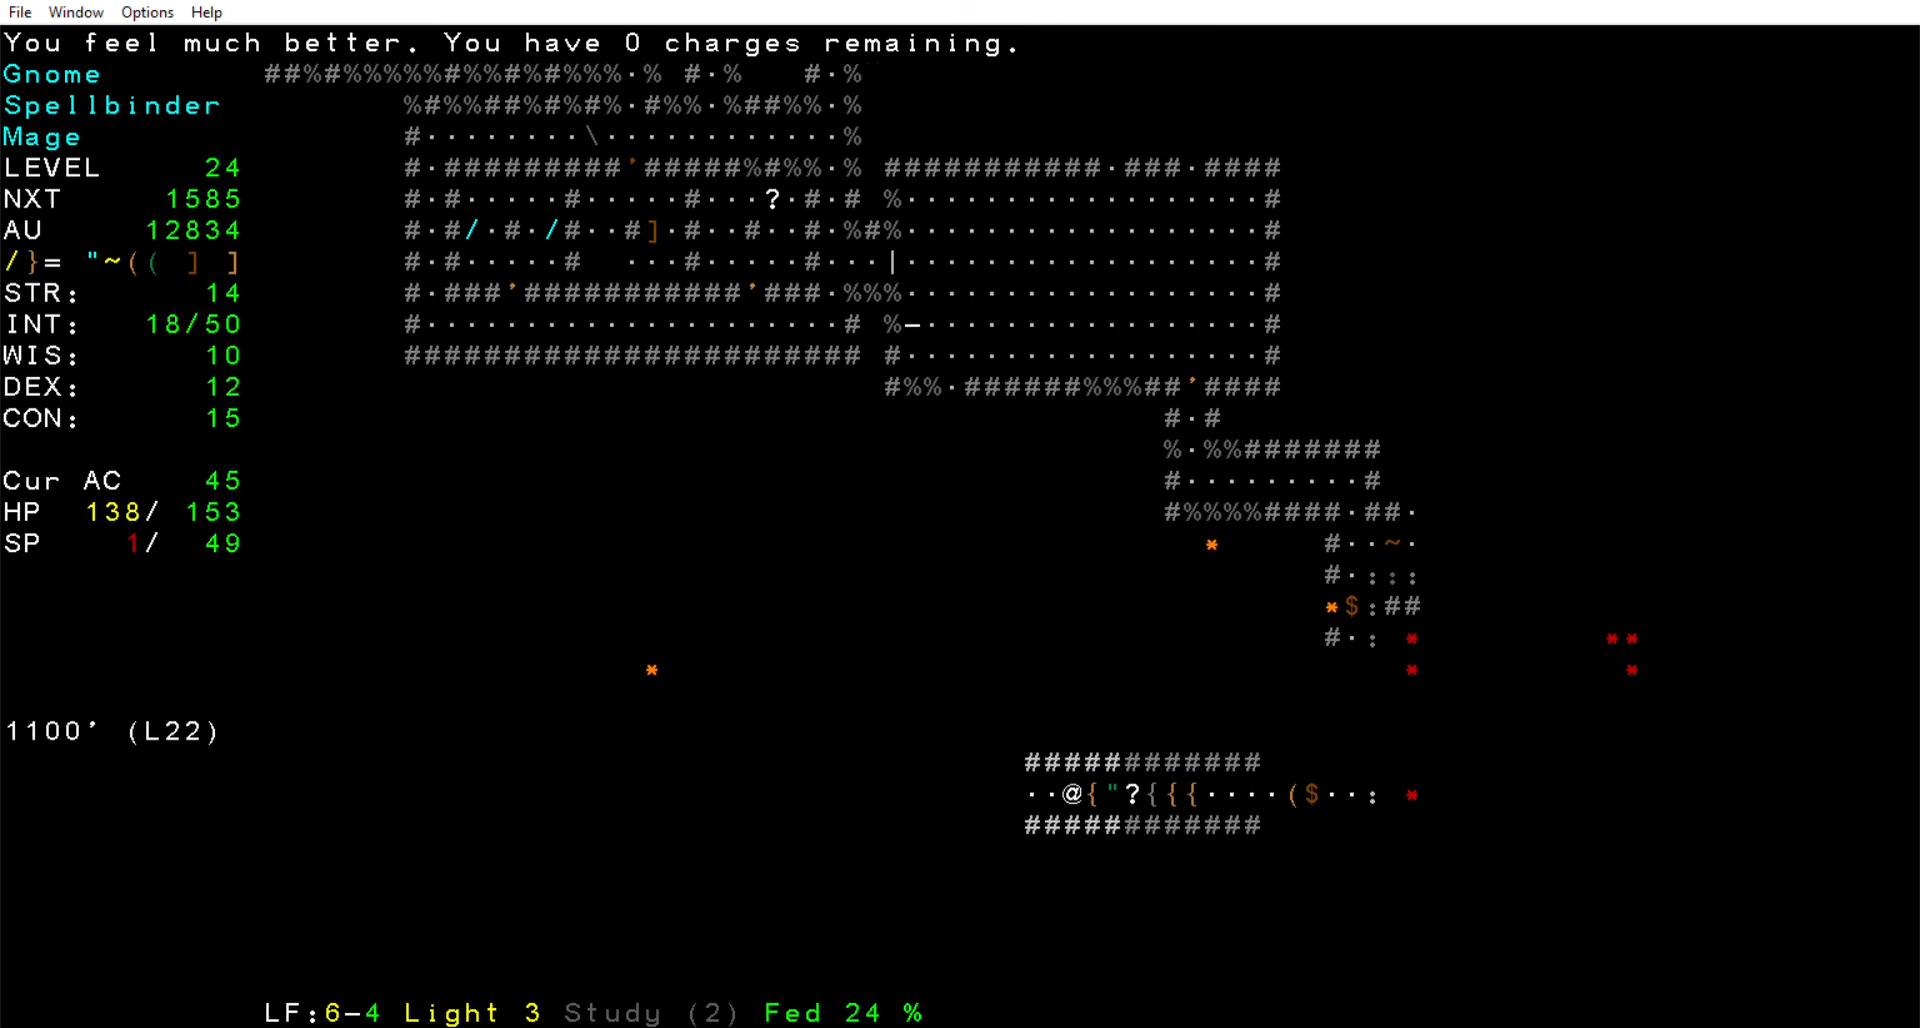 File Window Options Help
You feel much better. You have 0 charges remaining.
Gnome ##%#%%%%%#%%#%#%%%·% #·% #·%
Spellbinder %#%%##%#%#%·#%%·%##%%·%
Mage #········\············%
LEVEL 24 #·#########'#####%#%%·% ###########·###·####
NXT 1585 #·#·····#·····#···?·#·# %··················#
AU 12834 #·#/·#·/#··#]·#··#··#·%#%··················#
/}= "~(( ] ] #·#·····# ···#·····#···|··················#
STR: 14 #·###'###########'###·%%%··················#
INT: 18/50 #·····················# %-·················#
WIS: 10 ####################### #··················#
DEX: 12 #%%·######%%%##'####
CON: 15 #·#
%·%%#######
Cur AC 45 #·········#
HP 138/ 153 #%%%%####·##·
SP 1/ 49 * #··~·
#·:::
*$:##
#·: * **
* * *
1100' (L22)
############
··@{"?{{{····($··: *
############
LF:6-4 Light 3 Study (2) Fed 24 %